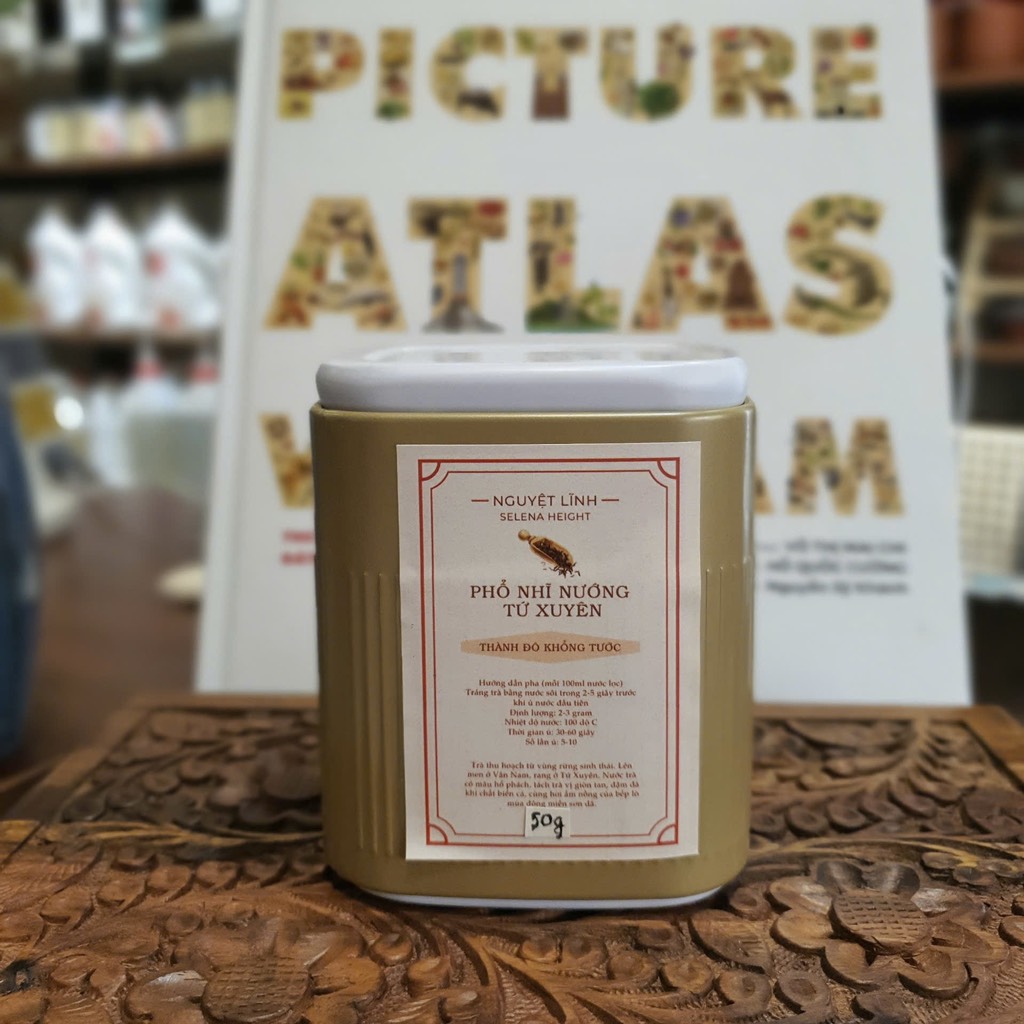 PICTURE
ATLAS
NGUYỆT LĨNH
SELENA HEIGHT
PHỔ NHĨ NƯỚNG
TỨ XUYÊN
THÀNH ĐÔ KHỔNG TƯỚC
Hướng dẫn pha (mỗi 100ml nước lọc)
Tráng trà bằng nước sôi trong 2-5 giây trước
khi ủ nước đầu tiên
Định lượng: 2-3 gram
Nhiệt độ nước: 100 độ C
Thời gian ủ: 30-60 giây
Số lần ủ: 5-10
Trà thu hoạch từ vùng rừng sinh thái. Lên
men ở Vân Nam, rang ở Tứ Xuyên. Nước trà
có màu hổ phách, tách trà vị giòn tan, đậm đà
khí chất biển cả, cùng hơi ấm nồng của bếp lò
mùa đông miền sơn dã.
50g